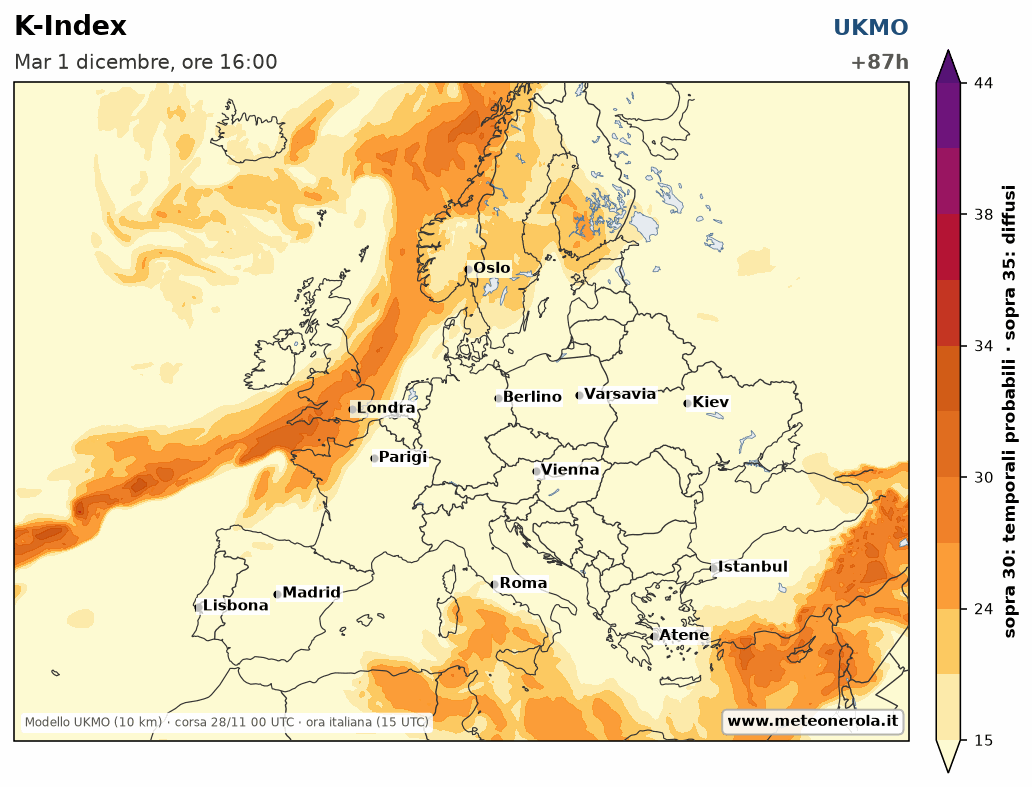 K-Index
UKMO
Mar 1 dicembre, ore 16:00
+87h
44
38
34
30
24
15
sopra 30: temporali probabili · sopra 35: diffusi
Oslo
Londra
Berlino
Varsavia
Kiev
Parigi
Vienna
Istanbul
Roma
Madrid
Lisbona
Atene
Modello UKMO (10 km) · corsa 28/11 00 UTC · ora italiana (15 UTC)
www.meteonerola.it